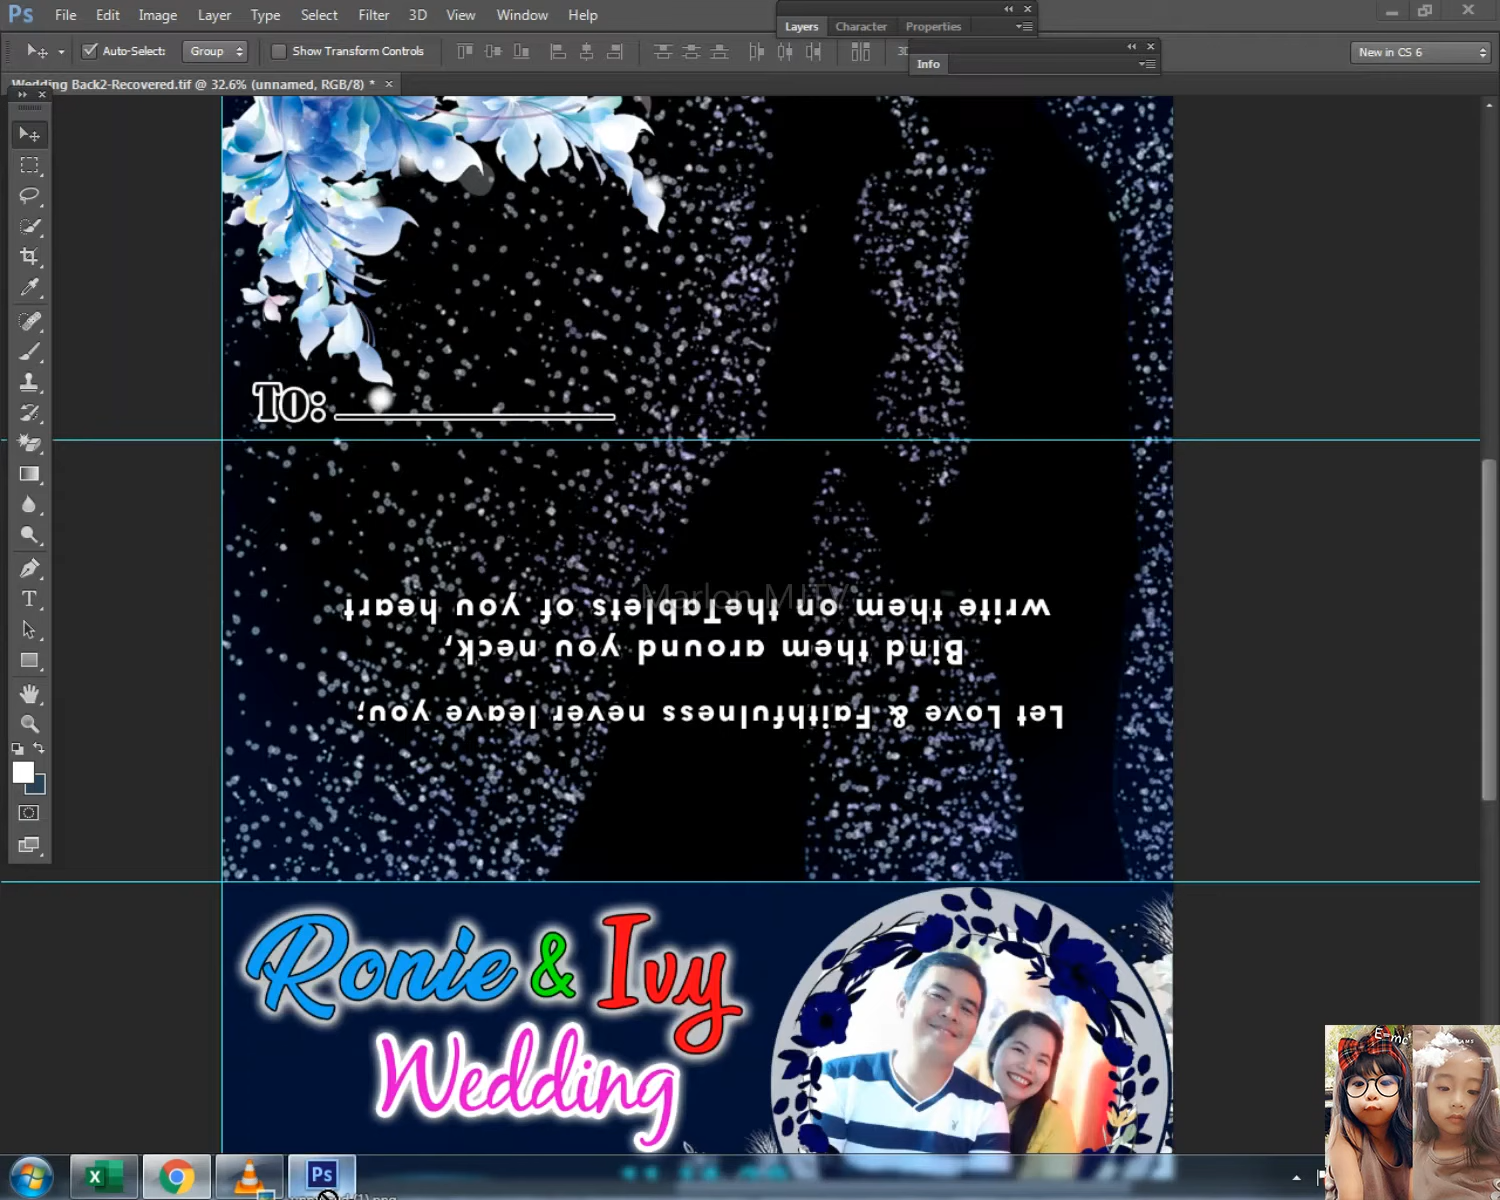 Ps File Edit Image Layer Type Select Filter 3D View Window Help
Layers Character Properties
Auto-Select: Group Show Transform Controls
Info
New in CS 6
Wedding Back2-Recovered.tif @ 32.6% (unnamed, RGB/8) *
To:
Marlon MJTV
write them on theTablets of you heart
Bind them around you neck,
Let Love & Faithfulness never leave you;
Ronie & Ivy
Wedding
Ps